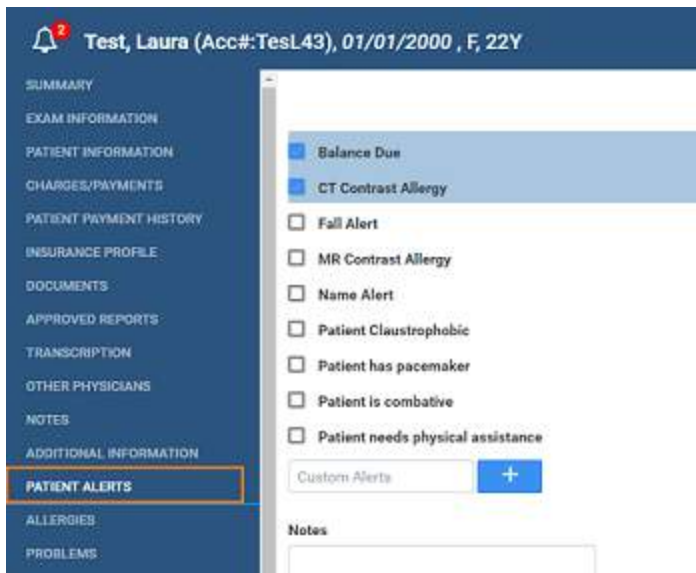 2
Test, Laura (Acc#:TesL43), 01/01/2000 , F, 22Y
SUMMARY
EXAM INFORMATION
PATIENT INFORMATION
CHARGES/PAYMENTS
PATIENT PAYMENT HISTORY
INSURANCE PROFILE
DOCUMENTS
APPROVED REPORTS
TRANSCRIPTION
OTHER PHYSICIANS
NOTES
ADDITIONAL INFORMATION
PATIENT ALERTS
ALLERGIES
PROBLEMS
Balance Due
CT Contrast Allergy
Fall Alert
MR Contrast Allergy
Name Alert
Patient Claustrophobic
Patient has pacemaker
Patient is combative
Patient needs physical assistance
Custom Alerts +
Notes